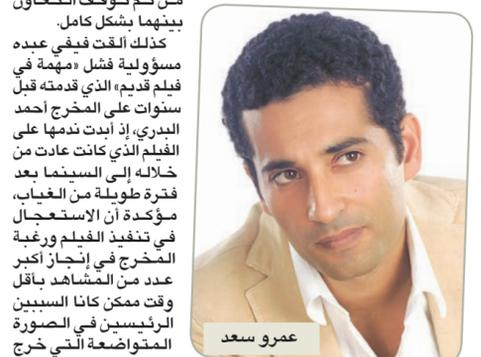 بينهما بشكل كامل.
كذلك ألقت فيفي عبده
مسؤولية فشل «مهمة في
فيلم قديم» الذي قدمته قبل
سنوات على المخرج أحمد
البدري، إذ أبدت ندمها على
الفيلم الذي كانت عادت من
خلاله إلى السينما بعد
فترة طويلة من الغياب،
مؤكدة أن الاستعجال
في تنفيذ الفيلم ورغبة
المخرج في إنجاز أكبر
عدد من المشاهد بأقل
وقت ممكن كانا السببين
الرئيسين في الصورة
المتواضعة التي خرج
عمرو سعد